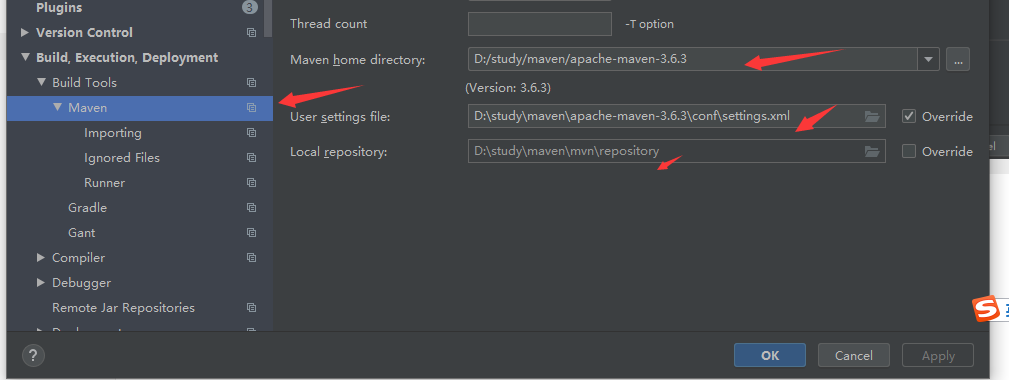 Plugins 3
Version Control
Build, Execution, Deployment
Build Tools
Maven
Importing
Ignored Files
Runner
Gradle
Gant
Compiler
Debugger
Remote Jar Repositories
Thread count -T option
Maven home directory: D:/study/maven/apache-maven-3.6.3 ...
(Version: 3.6.3)
User settings file: D:\study\maven\apache-maven-3.6.3\conf\settings.xml Override
Local repository: D:\study\maven\mvn\repository Override
? OK Cancel Apply
S